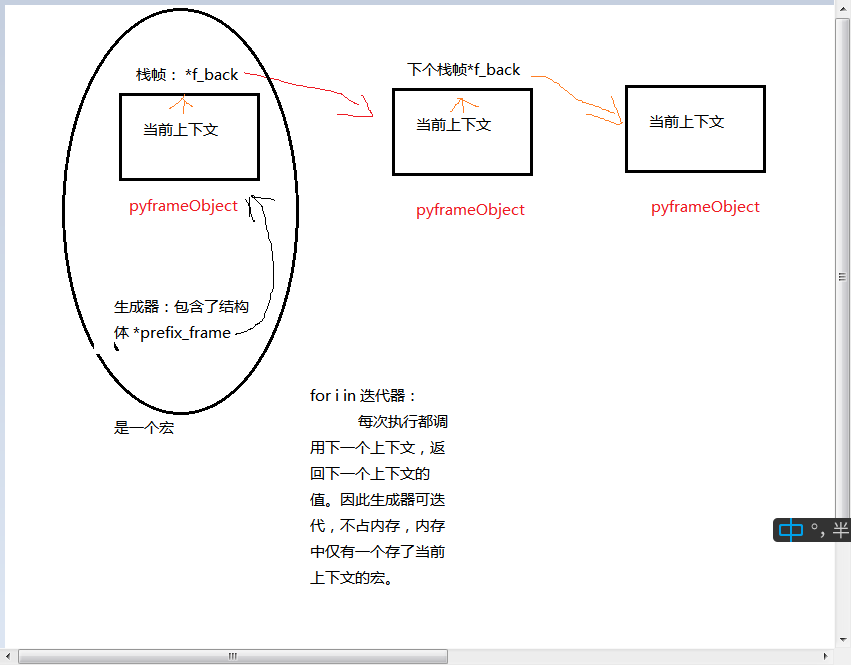 栈帧： *f_back
当前上下文
pyframeObject
生成器：包含了结构
体 *prefix_frame
是一个宏
下个栈帧*f_back
当前上下文
pyframeObject
当前上下文
pyframeObject
for i in 迭代器：
每次执行都调
用下一个上下文，返
回下一个上下文的
值。因此生成器可迭
代，不占内存，内存
中仅有一个存了当前
上下文的宏。
中 °, 半